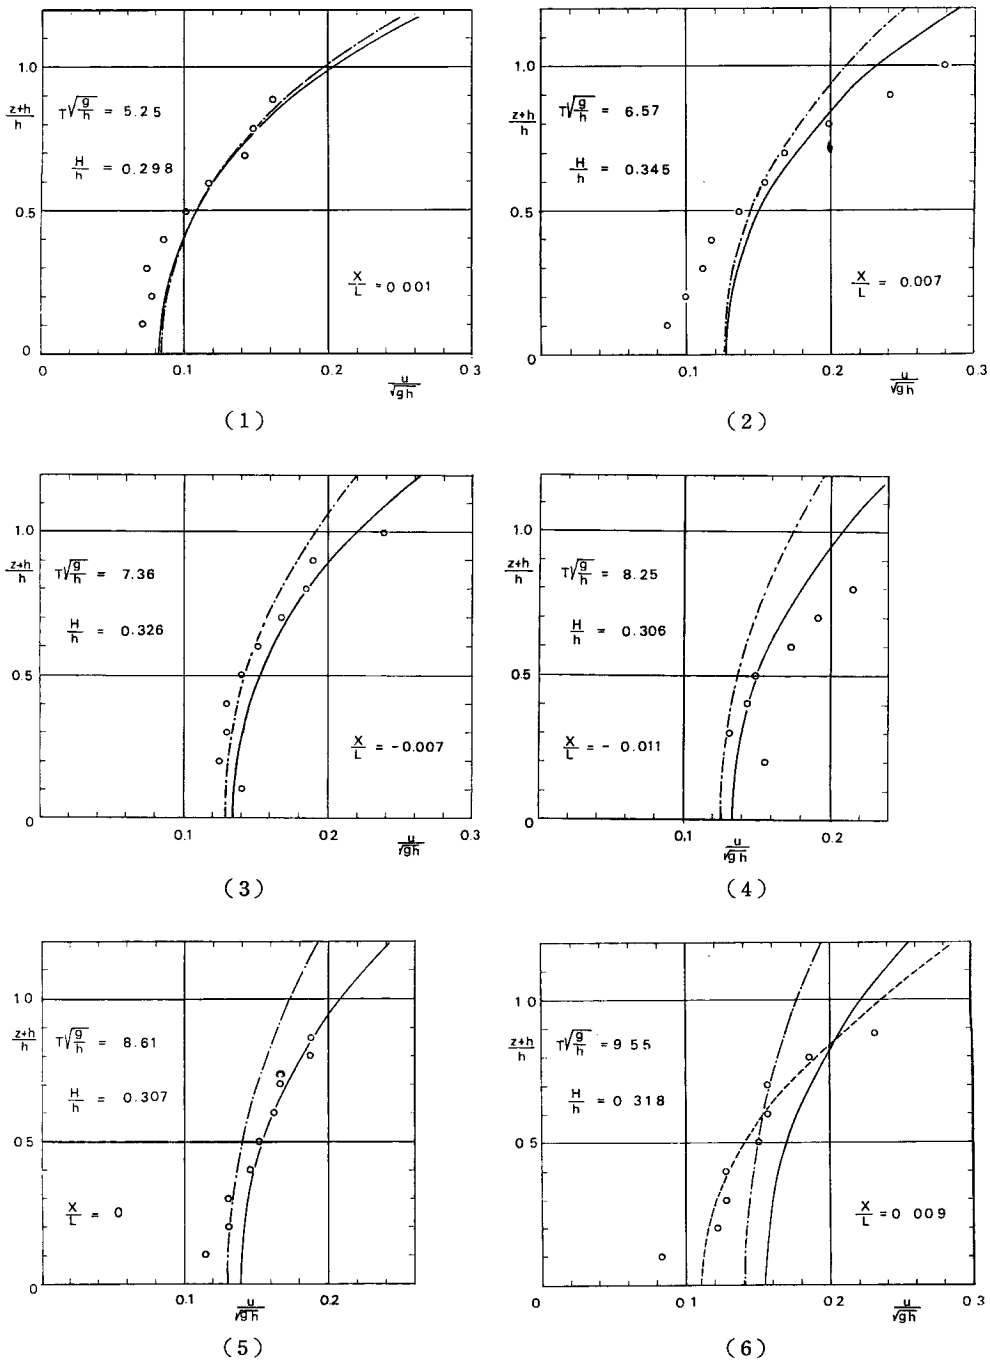 1.0
z+h/h
T√g/h = 5.25
H/h = 0.298
0.5
X/L = 0 001
0
0 0.1 0.2 0.3
u/√gh
(1)
1.0
z+h/h
T√g/h = 6.57
H/h = 0.345
0.5
X/L = 0.007
0
0 0.1 0.2 0.3
u/√gh
(2)
1.0
z+h/h
T√g/h = 7.36
H/h = 0.326
0.5
X/L = -0.007
0
0 0.1 0.2 0.3
u/√gh
(3)
1.0
z+h/h
T√g/h = 8.25
H/h = 0.306
0.5
X/L = - 0.011
0
0 0.1 0.2
u/√gh
(4)
1 0
z+h/h
T√g/h = 8.61
H/h = 0.307
0 5
X/L = 0
0
0 0.1 0.2
u/√gh
(5)
1 0
z+h/h
T√g/h = 9 55
H/h = 0 318
0 5
X/L = 0 009
0
0 0.1 0.2 0.3
u/√gh
(6)